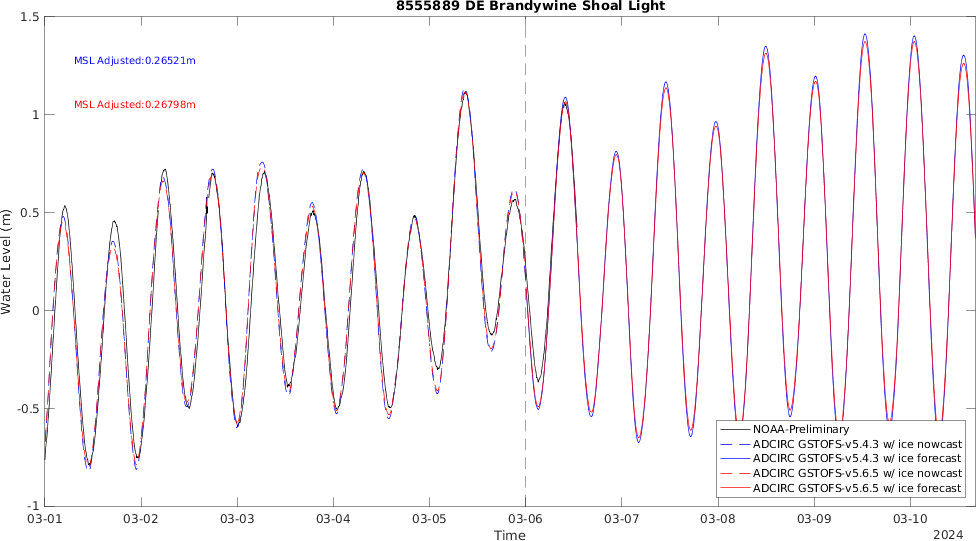 8555889 DE Brandywine Shoal Light
MSL Adjusted:0.26521m
MSL Adjusted:0.26798m
Water Level (m)
1.5
1
0.5
0
-0.5
-1
NOAA-Preliminary
ADCIRC GSTOFS-v5.4.3 w/ ice nowcast
ADCIRC GSTOFS-v5.4.3 w/ ice forecast
ADCIRC GSTOFS-v5.6.5 w/ ice nowcast
ADCIRC GSTOFS-v5.6.5 w/ ice forecast
03-01 03-02 03-03 03-04 03-05 03-06 03-07 03-08 03-09 03-10
Time
2024